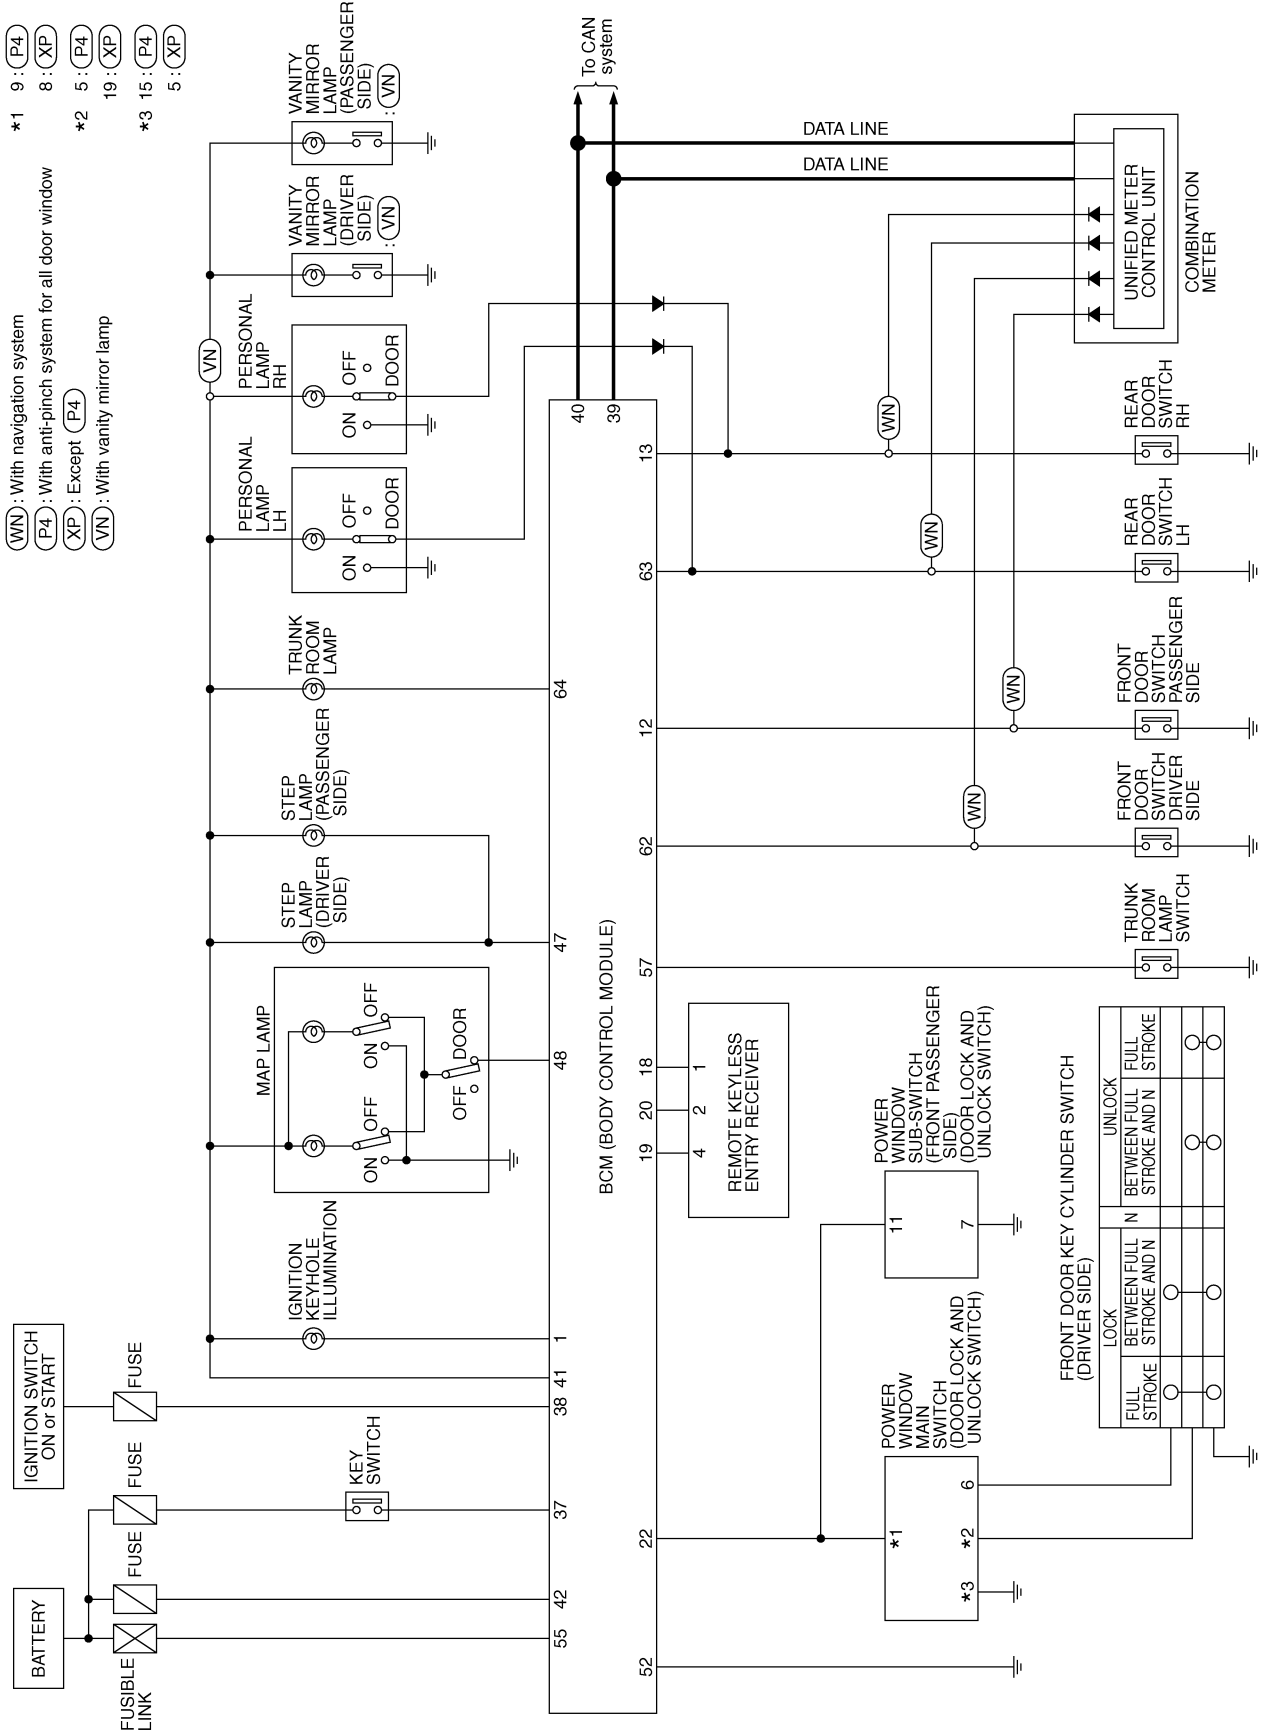 WN : With navigation system
P4 : With anti-pinch system for all door window
XP : Except P4
VN : With vanity mirror lamp
*1 9 : P4
8 : XP
*2 5 : P4
19 : XP
*3 15 : P4
5 : XP
BATTERY
IGNITION SWITCH
ON or START
FUSIBLE
LINK
FUSE
FUSE
FUSE
KEY
SWITCH
IGNITION
KEYHOLE
ILLUMINATION
MAP LAMP
ON
OFF
ON
OFF
OFF
DOOR
STEP
LAMP
(DRIVER
SIDE)
STEP
LAMP
(PASSENGER
SIDE)
TRUNK
ROOM
LAMP
PERSONAL
LAMP
LH
ON
OFF
DOOR
PERSONAL
LAMP
RH
ON
OFF
DOOR
VN
VANITY
MIRROR
LAMP
(DRIVER
SIDE)
: VN
VANITY
MIRROR
LAMP
(PASSENGER
SIDE)
: VN
55
42
37
38
41
1
48
47
64
40
39
To CAN
system
BCM (BODY CONTROL MODULE)
52
22
19
20
18
57
62
12
63
13
4
2
1
REMOTE KEYLESS
ENTRY RECEIVER
DATA LINE
DATA LINE
WN
WN
WN
WN
UNIFIED METER
CONTROL UNIT
COMBINATION
METER
POWER
WINDOW
MAIN
SWITCH
(DOOR LOCK AND
UNLOCK SWITCH)
*1
*3
*2
6
POWER
WINDOW
SUB-SWITCH
(FRONT PASSENGER
SIDE)
(DOOR LOCK AND
UNLOCK SWITCH)
11
7
FRONT DOOR KEY CYLINDER SWITCH
(DRIVER SIDE)
LOCK
N
UNLOCK
FULL
STROKE
BETWEEN FULL
STROKE AND N
BETWEEN FULL
STROKE AND N
FULL
STROKE
TRUNK
ROOM
LAMP
SWITCH
FRONT
DOOR
SWITCH
DRIVER
SIDE
FRONT
DOOR
SWITCH
PASSENGER
SIDE
REAR
DOOR
SWITCH
LH
REAR
DOOR
SWITCH
RH